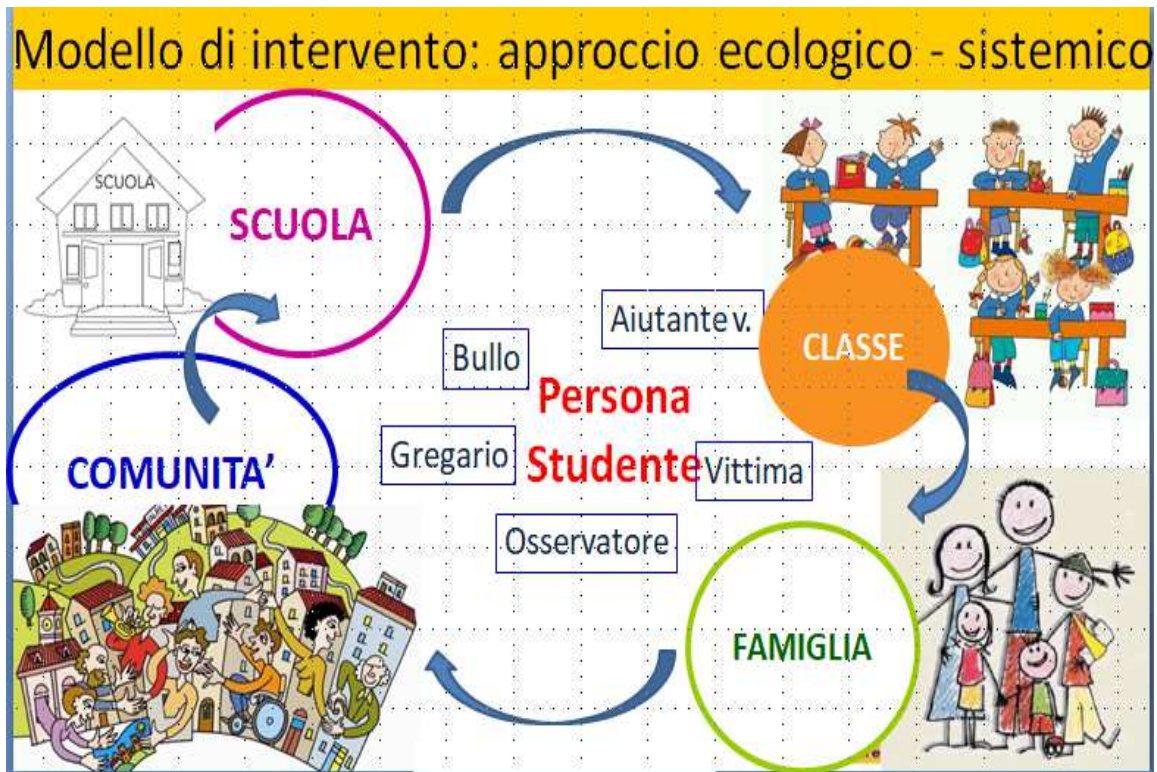 Modello di intervento: approccio ecologico - sistemico
SCUOLA
SCUOLA
Aiutante v.
CLASSE
Bullo
Persona
Studente
Gregario
Vittima
COMUNITA’
Osservatore
FAMIGLIA